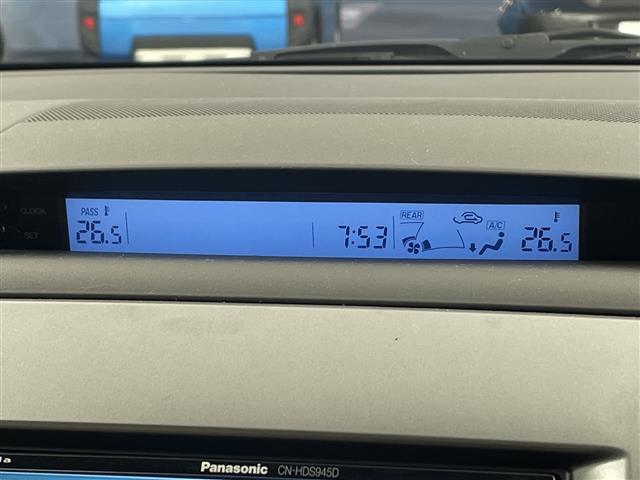 CLOCK
SET
PASS
26.5
7:53
REAR
A/C
26.5
Panasonic CN-HDS945D